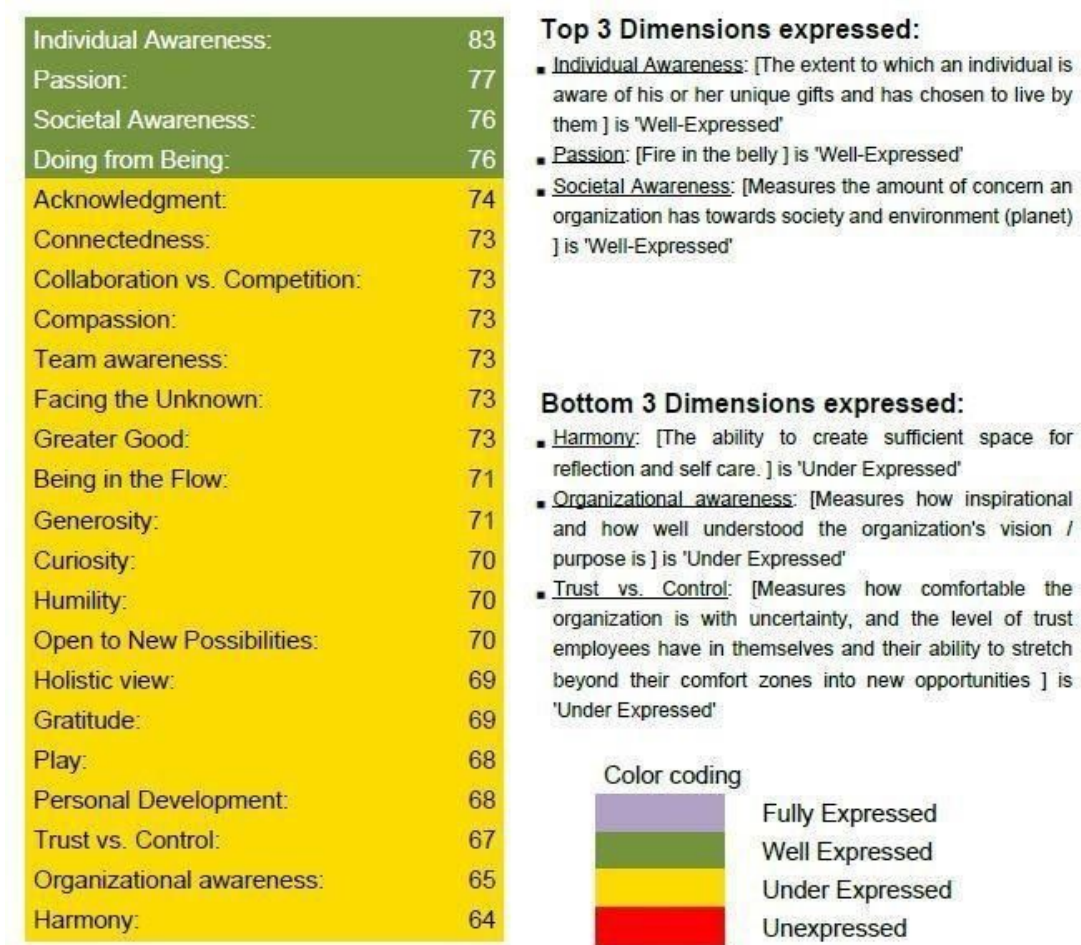 Individual Awareness: 83
Passion: 77
Societal Awareness: 76
Doing from Being: 76
Acknowledgment: 74
Connectedness: 73
Collaboration vs. Competition: 73
Compassion: 73
Team awareness: 73
Facing the Unknown: 73
Greater Good: 73
Being in the Flow: 71
Generosity: 71
Curiosity: 70
Humility: 70
Open to New Possibilities: 70
Holistic view: 69
Gratitude: 69
Play: 68
Personal Development: 68
Trust vs. Control: 67
Organizational awareness: 65
Harmony: 64
Top 3 Dimensions expressed:
▪ Individual Awareness: [The extent to which an individual is
aware of his or her unique gifts and has chosen to live by
them ] is 'Well-Expressed'
▪ Passion: [Fire in the belly ] is 'Well-Expressed'
▪ Societal Awareness: [Measures the amount of concern an
organization has towards society and environment (planet)
] is 'Well-Expressed'
Bottom 3 Dimensions expressed:
▪ Harmony: [The ability to create sufficient space for
reflection and self care. ] is 'Under Expressed'
▪ Organizational awareness: [Measures how inspirational
and how well understood the organization's vision /
purpose is ] is 'Under Expressed'
▪ Trust vs. Control: [Measures how comfortable the
organization is with uncertainty, and the level of trust
employees have in themselves and their ability to stretch
beyond their comfort zones into new opportunities ] is
'Under Expressed'
Color coding
Fully Expressed
Well Expressed
Under Expressed
Unexpressed